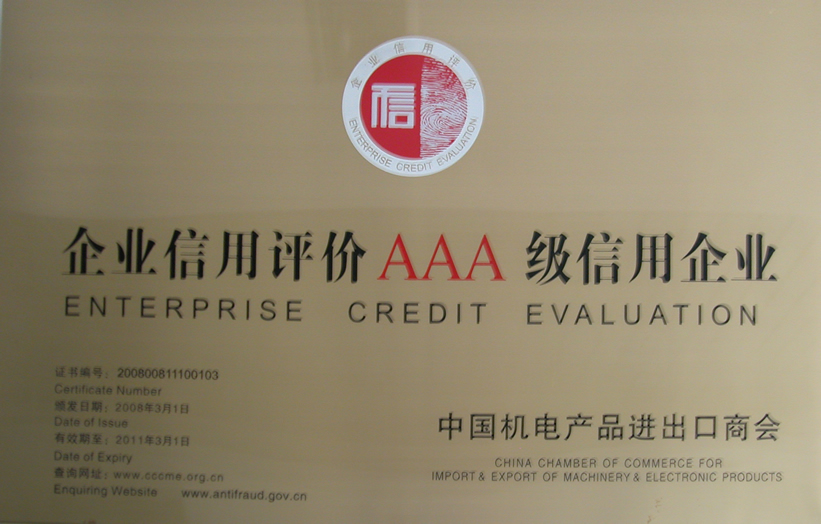 企业信用评价
信
ENTERPRISE CREDIT EVALUATION
企业信用评价AAA级信用企业
ENTERPRISE CREDIT EVALUATION
证书编号：200800811100103
Certificate Number
颁发日期：2008年3月1日
Date of Issue
有效期至：2011年3月1日
Date of Expiry
查询网址：www.cccme.org.cn
Enquiring Website www.antifraud.gov.cn
中国机电产品进出口商会
CHINA CHAMBER OF COMMERCE FOR
IMPORT & EXPORT OF MACHINERY & ELECTRONIC PRODUCTS